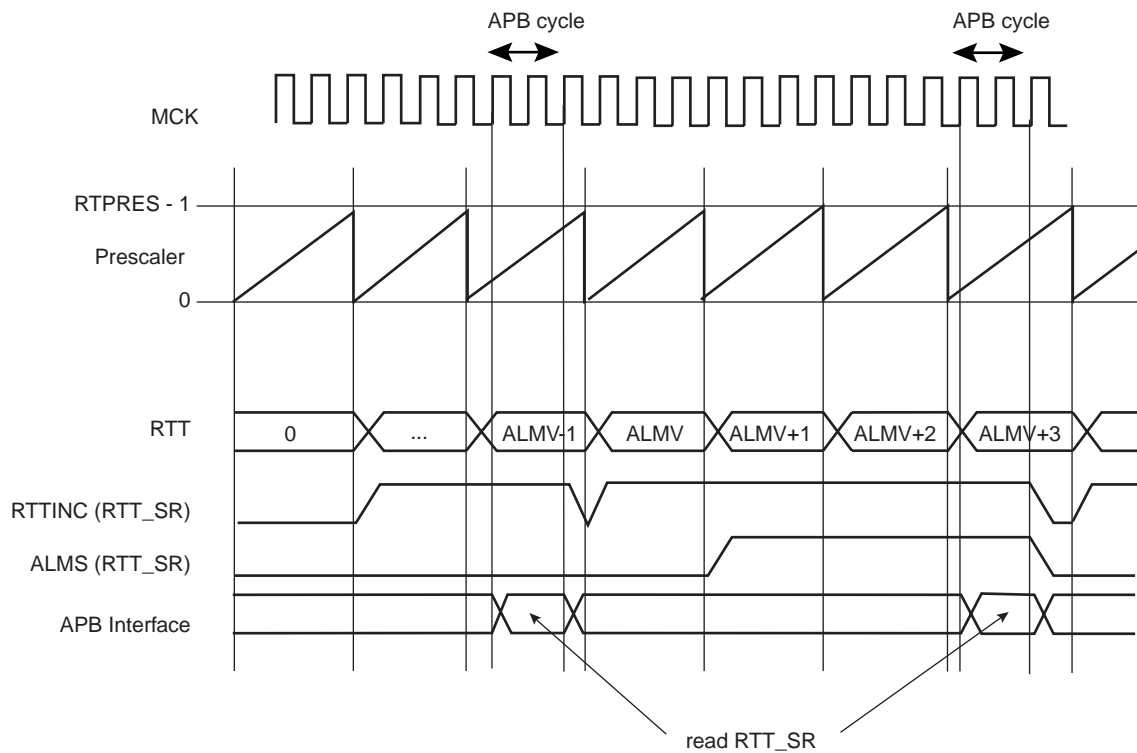 APB cycle
APB cycle
MCK
RTPRES - 1
Prescaler
0
RTT
0
...
ALMV-1
ALMV
ALMV+1
ALMV+2
ALMV+3
RTTINC (RTT_SR)
ALMS (RTT_SR)
APB Interface
read RTT_SR